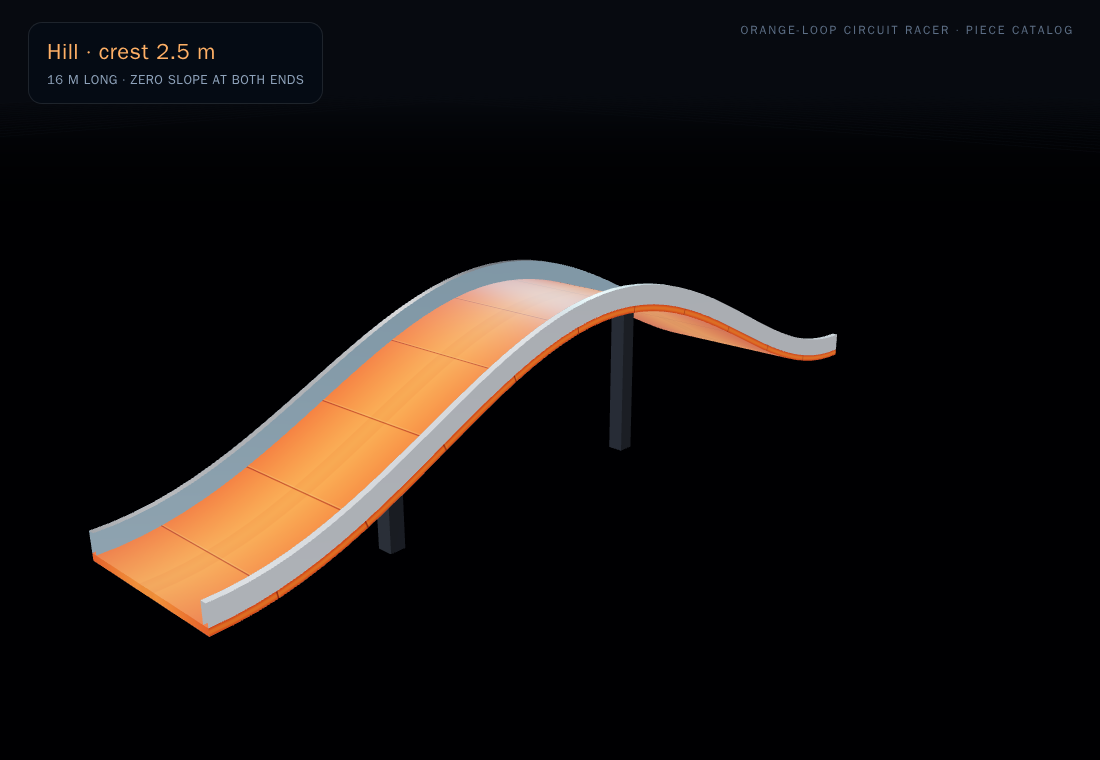 Hill · crest 2.5 m
16 M LONG · ZERO SLOPE AT BOTH ENDS
ORANGE-LOOP CIRCUIT RACER · PIECE CATALOG